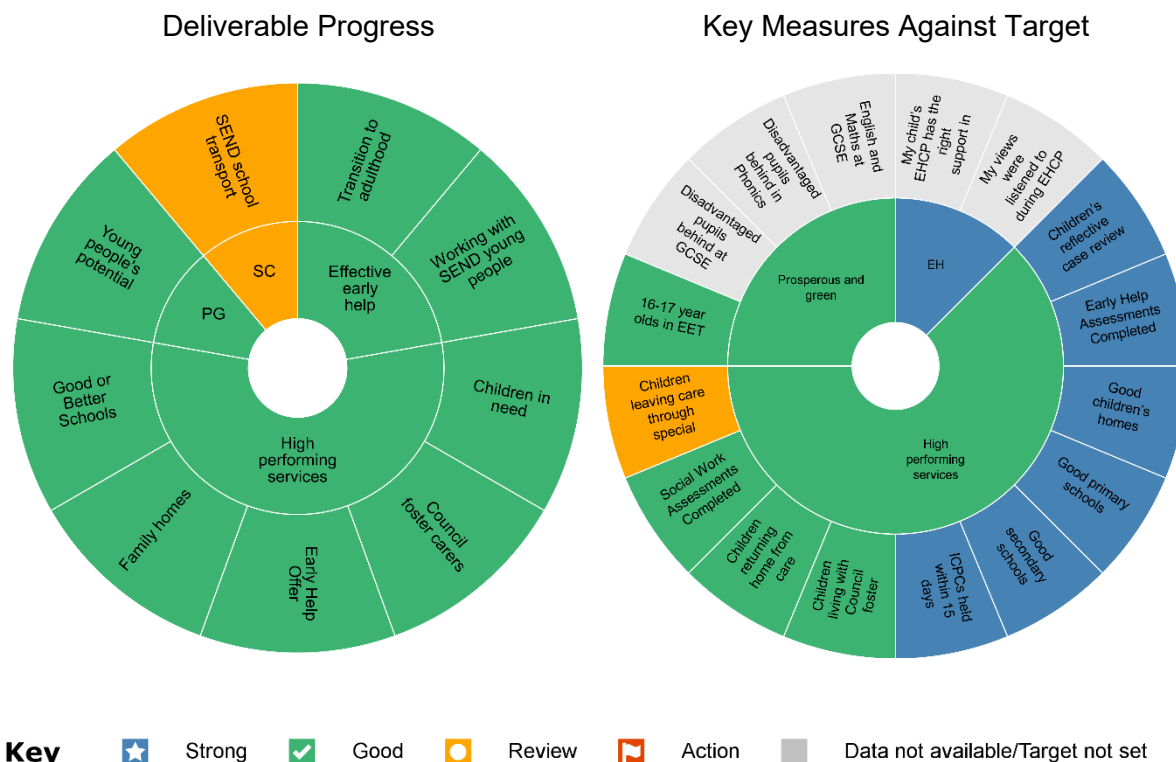 Deliverable Progress
Key Measures Against Target
SEND school
transport
Transition to
adulthood
Working with
SEND young
people
Children in
need
Council
foster carers
Early Help
Offer
Family homes
Good or
Better
Schools
Young
people's
potential
SC
Effective
early
help
PG
High
performing
services
My child's
EHCP has the
right
support in
My views
were
listened to
during EHCP
Children's
reflective
case review
Early Help
Assessments
Completed
Good
children's
homes
Good primary
schools
Good
secondary
schools
ICPCs held
within 15
days
Children
living with
Council
foster
Children
returning
home from
care
Social Work
Assessments
Completed
Children
leaving care
through
special
16-17 year
olds in EET
Disadvantaged
pupils
behind at
GCSE
Disadvantaged
pupils
behind in
Phonics
English and
Maths at
GCSE
Prosperous and
green
EH
High
performing
services
Key
Strong
Good
Review
Action
Data not available/Target not set